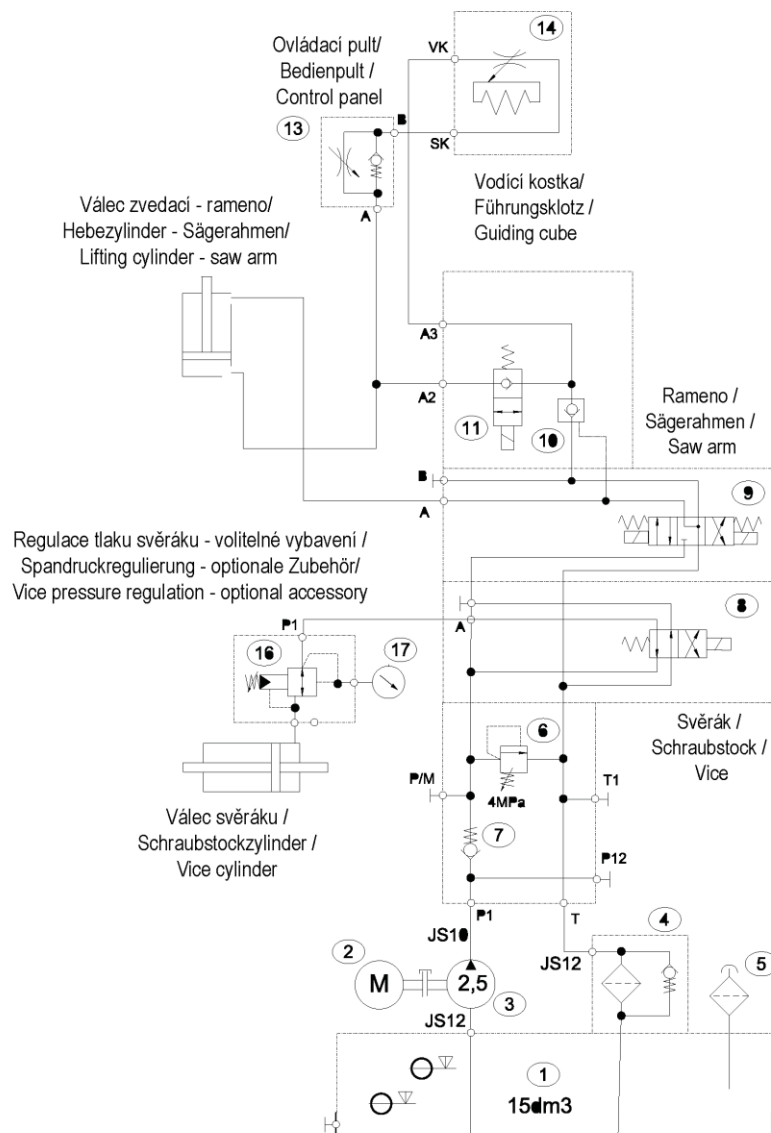 14
VK
Ovládací pult/
Bedienpult /
Control panel
13
B
SK
A
Vodící kostka/
Führungsklotz /
Guiding cube
Válec zvedací - rameno/
Hebezylinder - Sägerahmen/
Lifting cylinder - saw arm
A3
A2
11
10
Rameno /
Sägerahmen /
Saw arm
B
9
A
Regulace tlaku svěráku - volitelné vybavení /
Spandruckregulierung - optionale Zubehör/
Vice pressure regulation - optional accessory
8
P1
A
16
17
6
Svěrák /
Schraubstock /
Vice
P/M
4MPa
T1
Válec svěráku /
Schraubstockzylinder /
Vice cylinder
7
P12
P1
T
JS10
4
2
JS12
5
M
2,5
3
JS12
1
15dm3